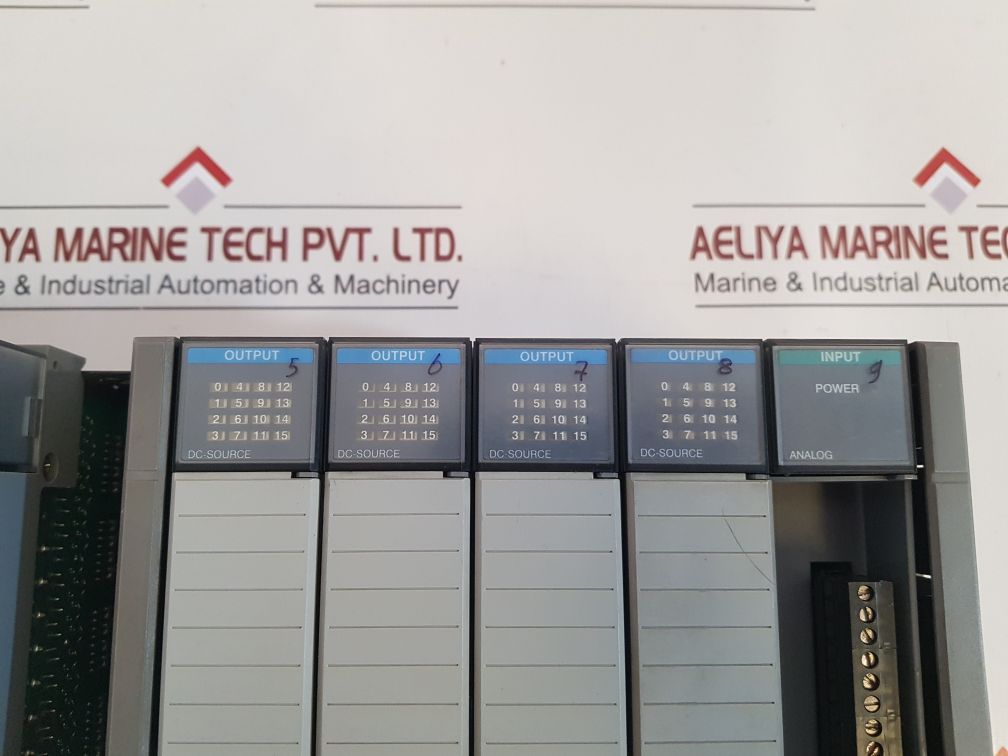 YA MARINE TECH PVT. LTD.
e & Industrial Automation & Machinery
AELIYA MARINE TEC
Marine & Industrial Automa
OUTPUT 5
0 4 8 12
1 5 9 13
2 6 10 14
3 7 11 15
DC-SOURCE
OUTPUT 6
0 4 8 12
1 5 9 13
2 6 10 14
3 7 11 15
DC-SOURCE
OUTPUT 7
0 4 8 12
1 5 9 13
2 6 10 14
3 7 11 15
DC-SOURCE
OUTPUT 8
0 4 8 12
1 5 9 13
2 6 10 14
3 7 11 15
DC-SOURCE
INPUT 9
POWER
ANALOG